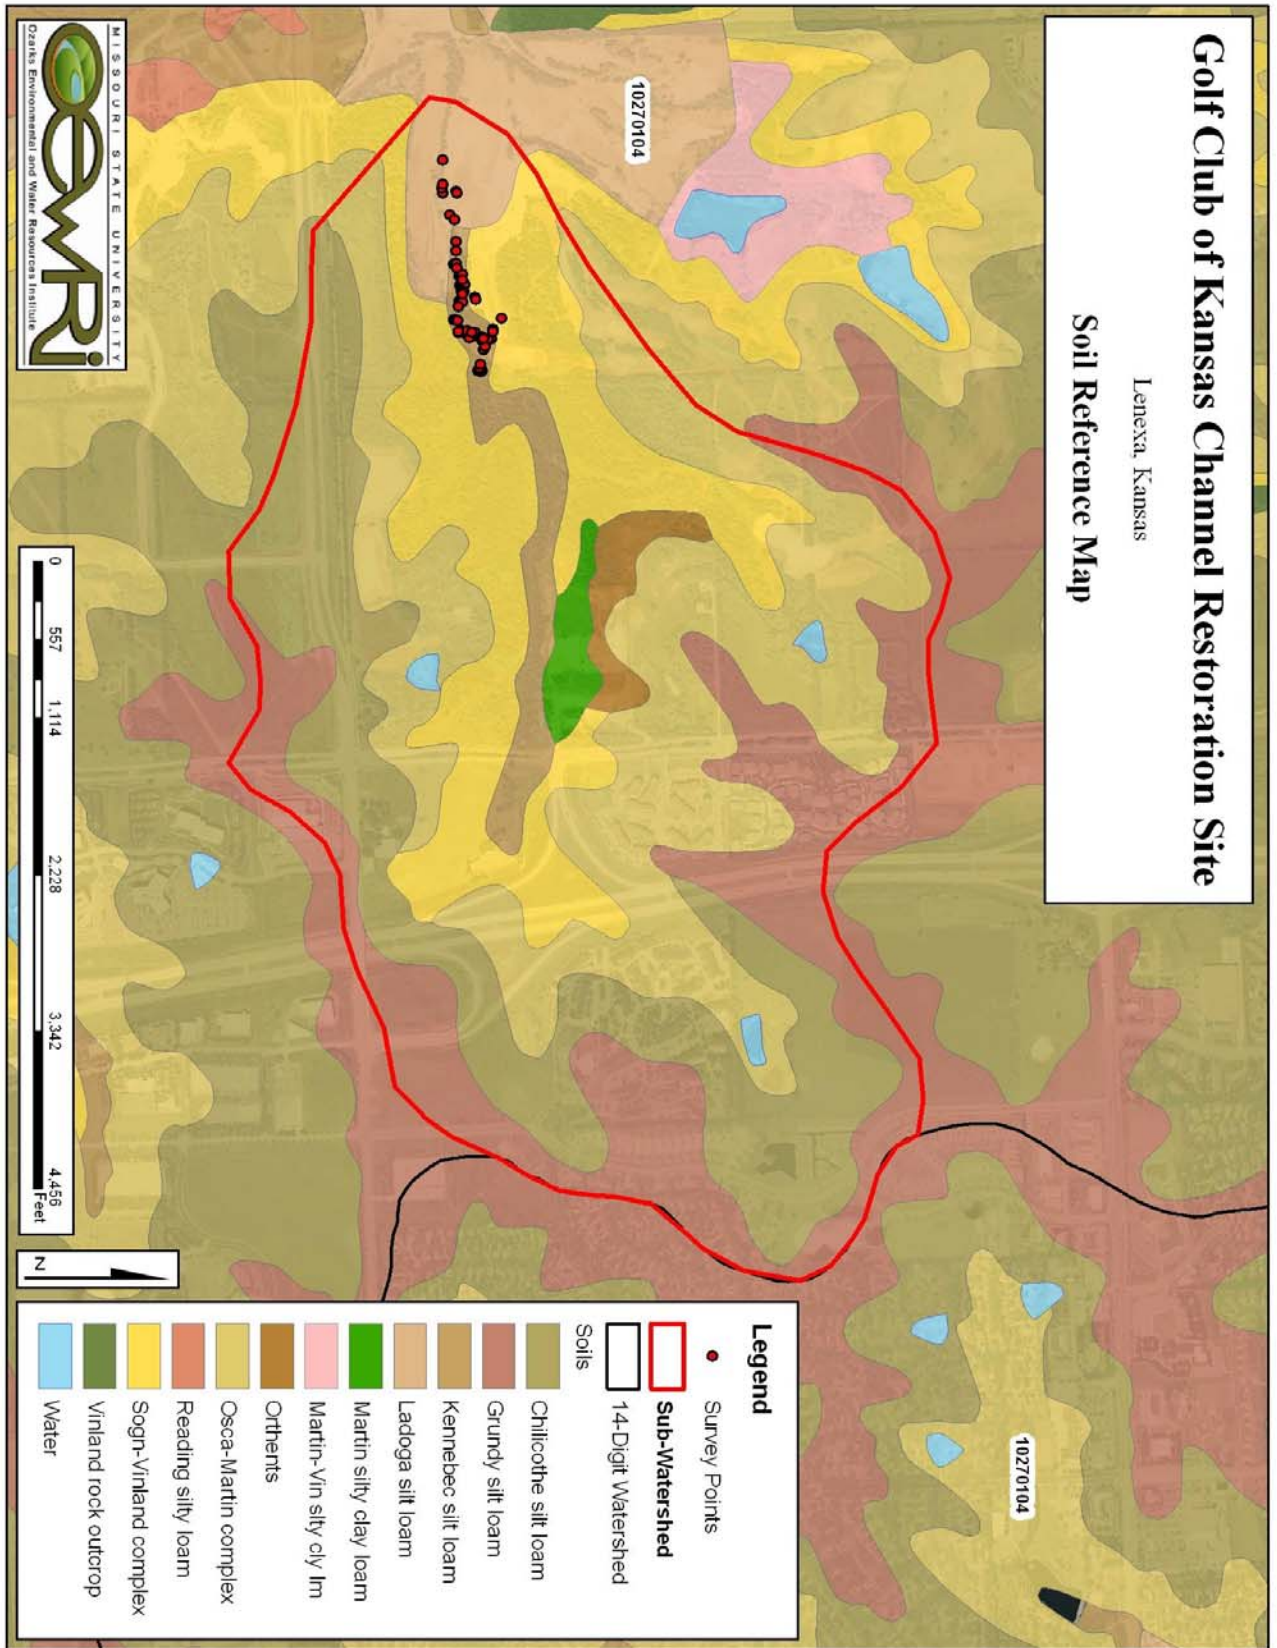 Golf Club of Kansas Channel Restoration Site
Lenexa, Kansas
Soil Reference Map
10270104
10270104
MISSOURI STATE UNIVERSITY
OEWRi
Ozarks Environmental and Water Resources Institute
0 557 1,114 2,228 3,342 4,456
Feet
N
Legend
Survey Points
Sub-Watershed
14-Digit Watershed
Soils
Chilicothe silt loam
Grundy silt loam
Kennebec silt loam
Ladoga silt loam
Martin silty clay loam
Martin-Vin slty cly lm
Orthents
Osca-Martin complex
Reading silty loam
Sogn-Vinland complex
Vinland rock outcrop
Water